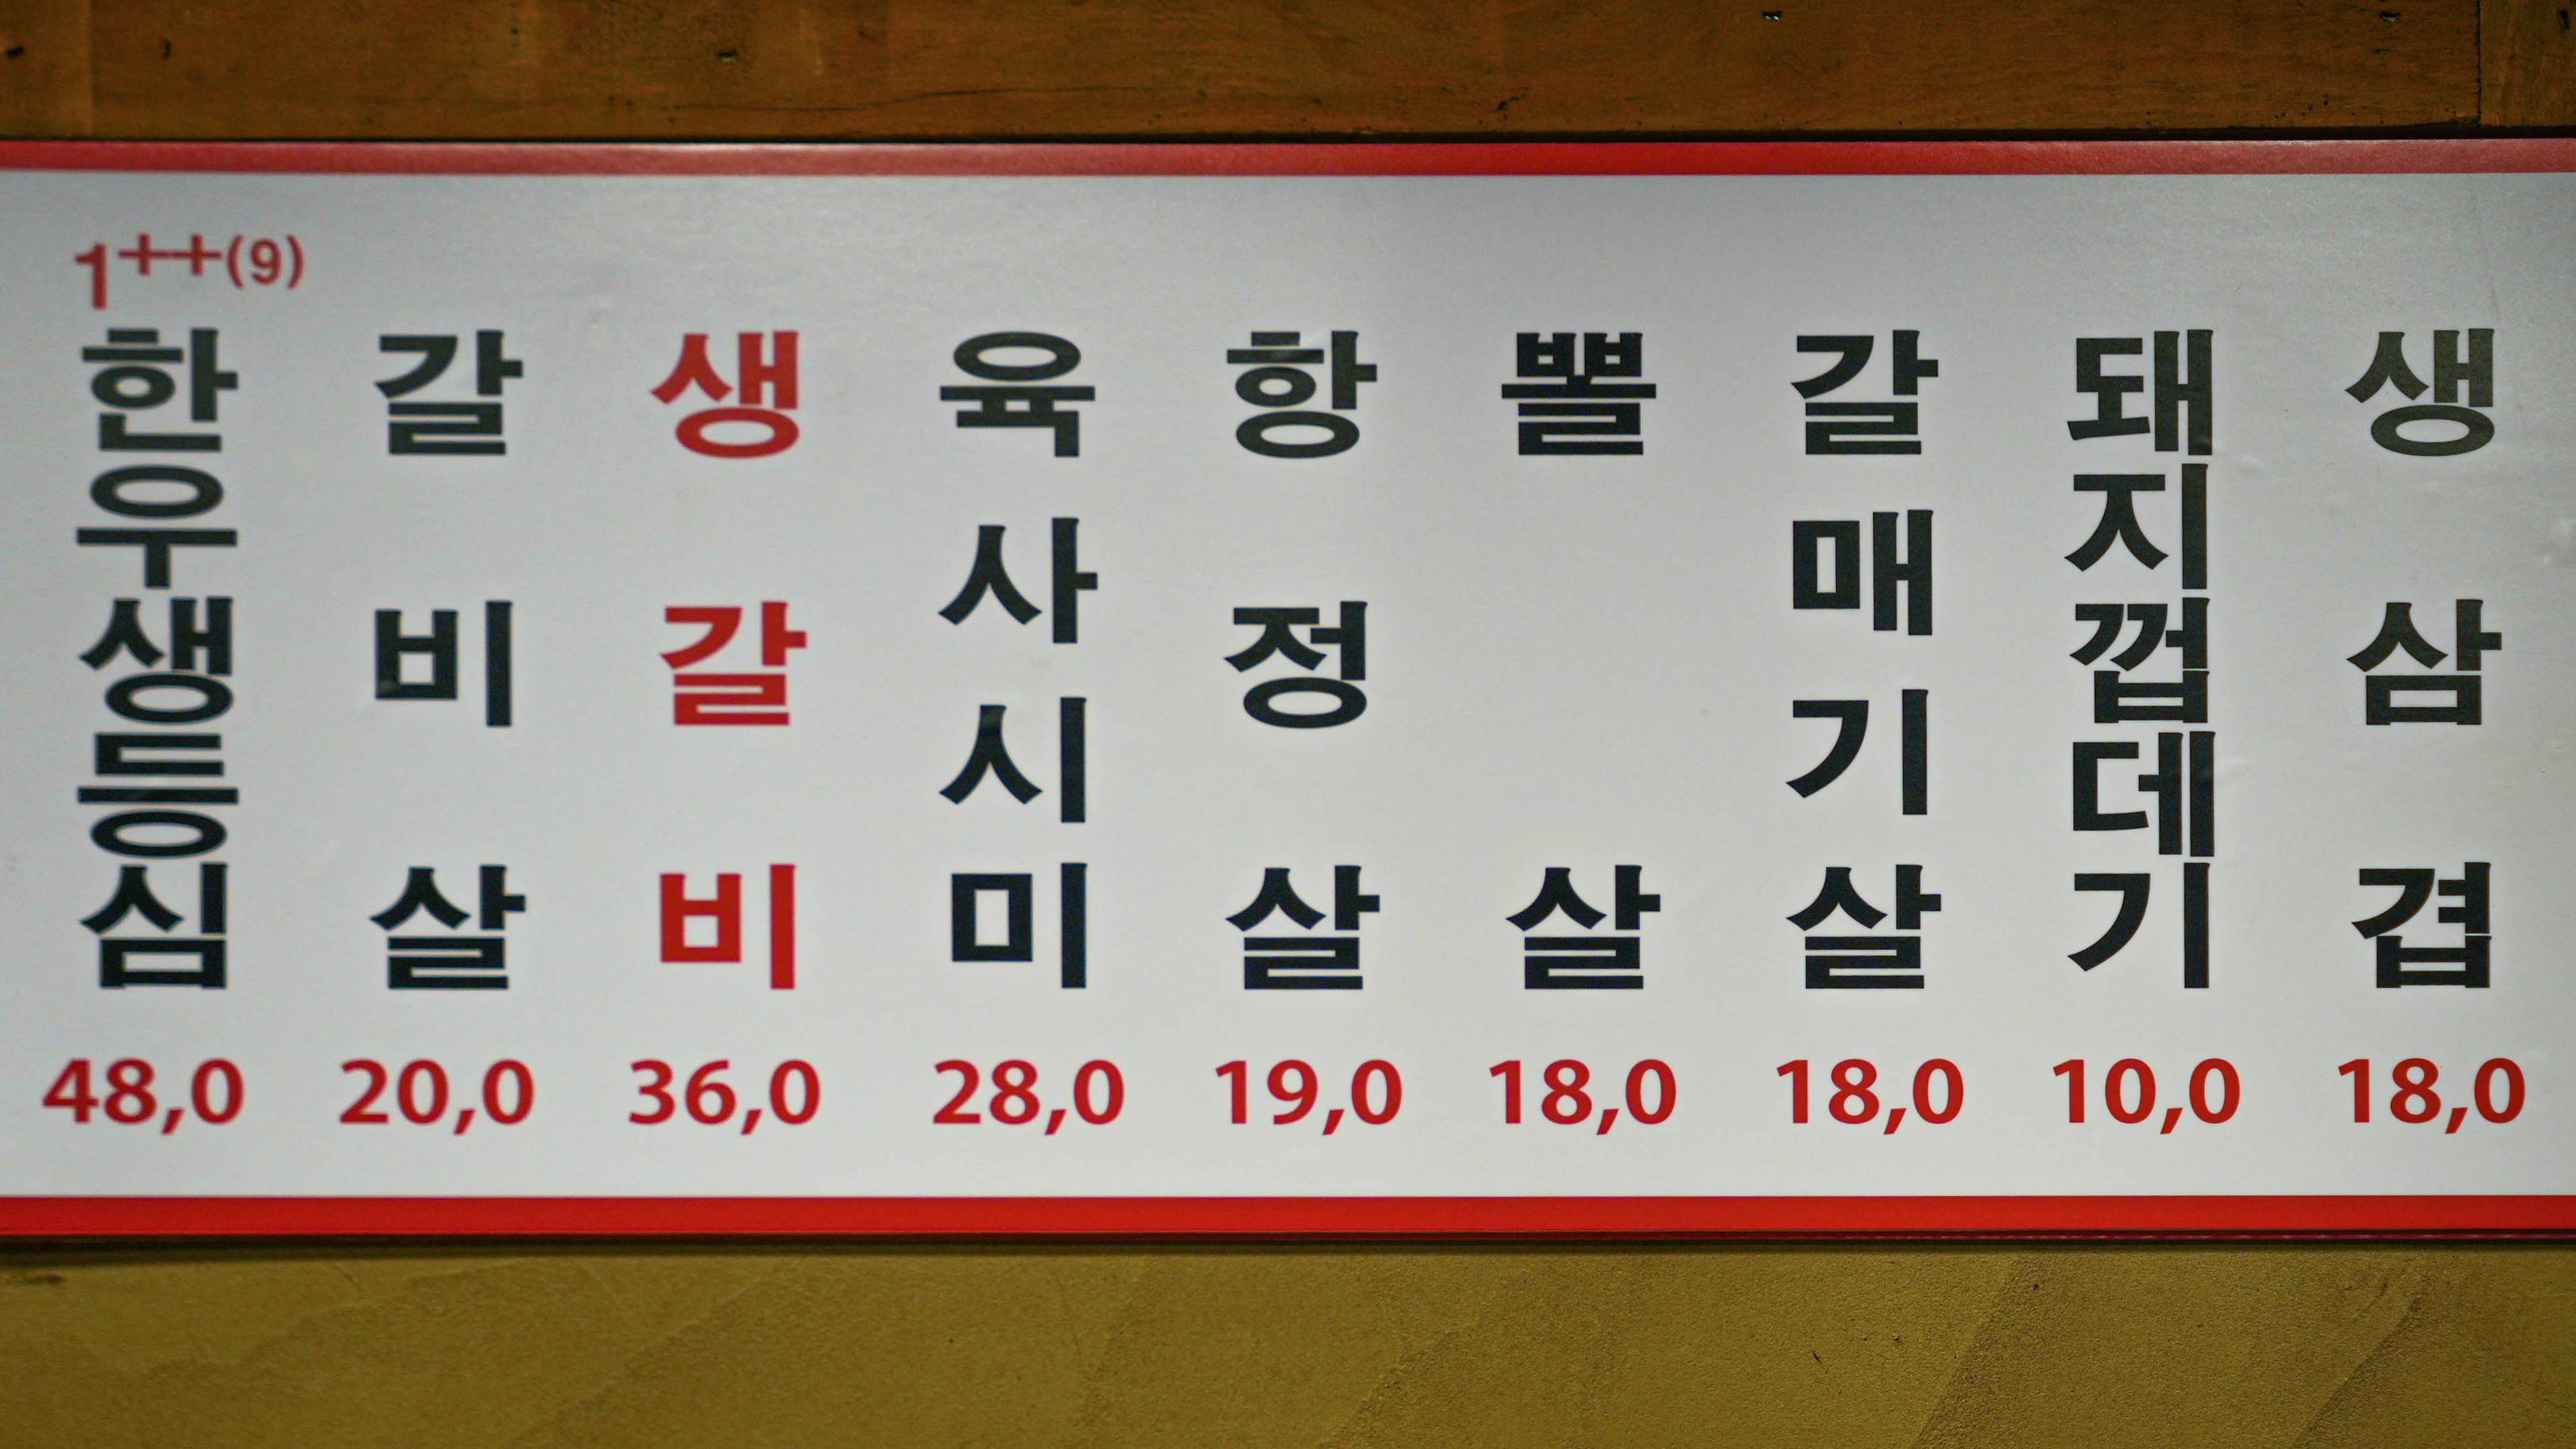 1++(9)
한우생등심 48,0
갈비살 20,0
생갈비 36,0
육사시미 28,0
항정살 19,0
뽈살 18,0
갈매기살 18,0
돼지껍데기 10,0
생삼겹 18,0